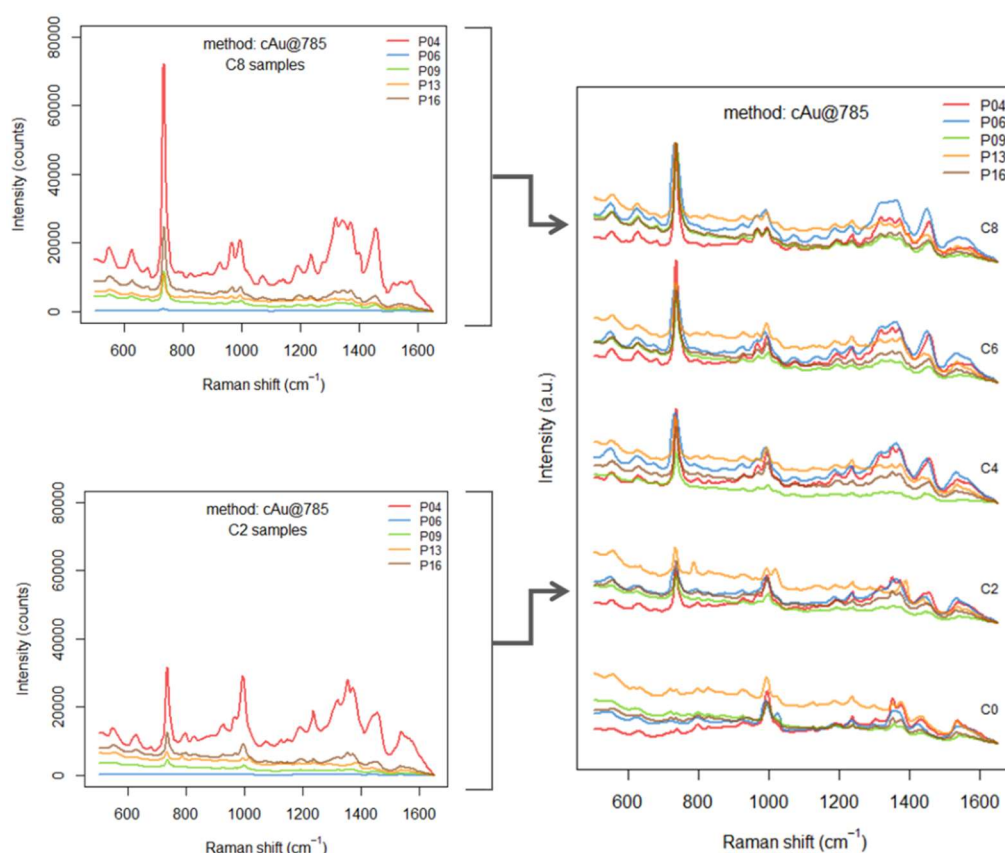 method: cAu@785
C8 samples
P04
P06
P09
P13
P16
Intensity (counts)
80000
60000
40000
20000
0
600 800 1000 1200 1400 1600
Raman shift (cm⁻¹)
method: cAu@785
C2 samples
P04
P06
P09
P13
P16
Intensity (counts)
80000
60000
40000
20000
0
600 800 1000 1200 1400 1600
Raman shift (cm⁻¹)
method: cAu@785
P04
P06
P09
P13
P16
C8
C6
C4
C2
C0
Intensity (a.u.)
600 800 1000 1200 1400 1600
Raman shift (cm⁻¹)